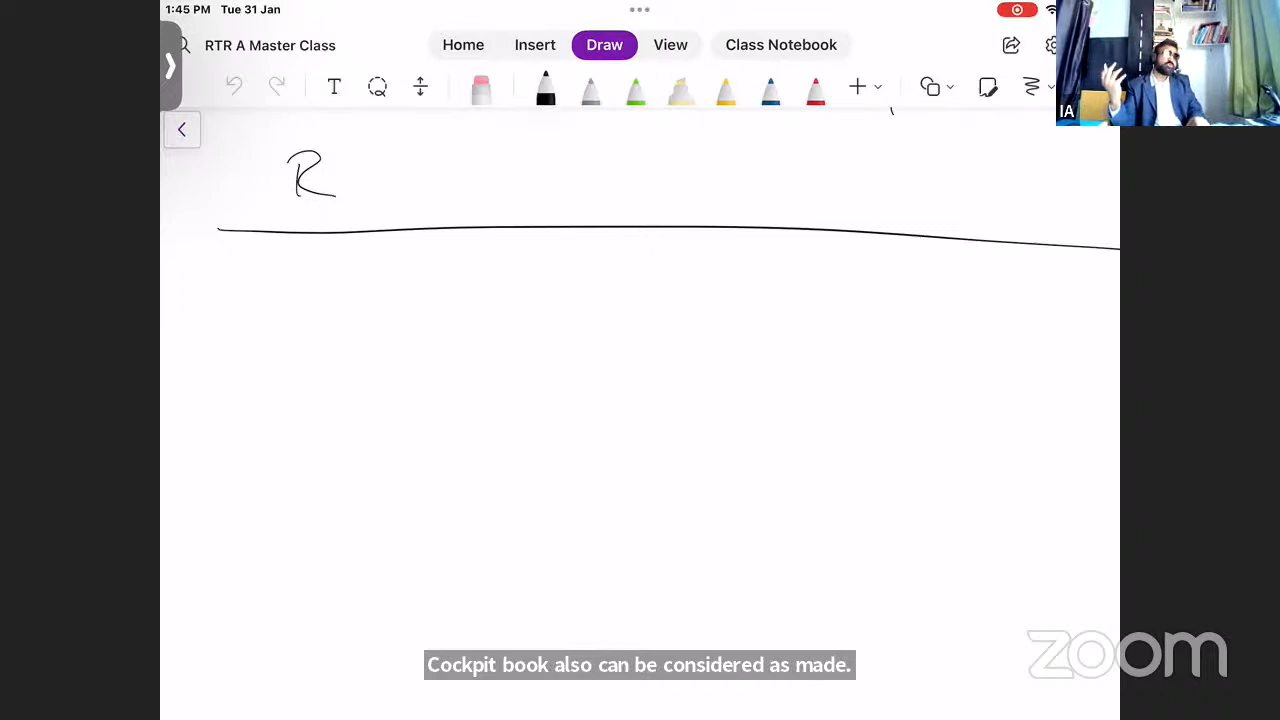 1:45 PM Tue 31 Jan
RTR A Master Class
Home Insert Draw View Class Notebook
T
IA
R
Cockpit book also can be considered as made.
zoom